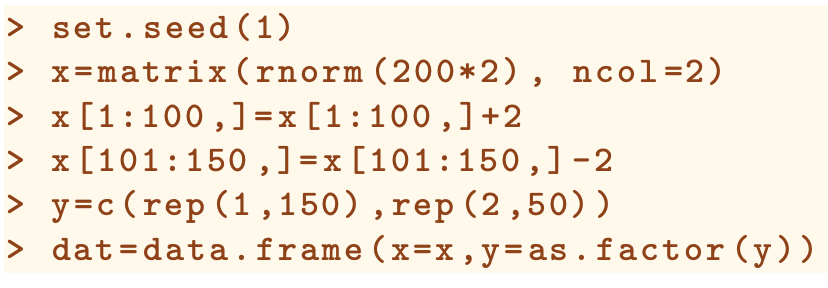 > set.seed(1)
> x=matrix(rnorm(200*2), ncol=2)
> x[1:100,]=x[1:100,]+2
> x[101:150,]=x[101:150,]-2
> y=c(rep(1,150),rep(2,50))
> dat=data.frame(x=x,y=as.factor(y))